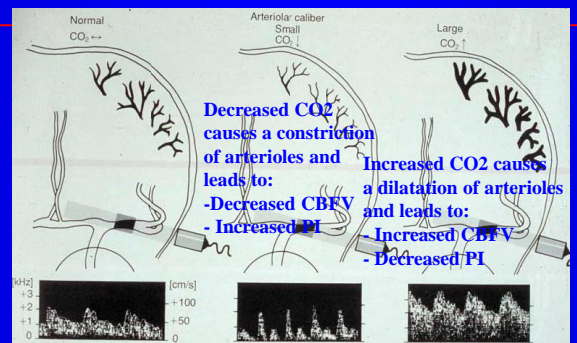 Normal
CO₂ ↔
Arteriolar caliber
Small
CO₂ ↓
Large
CO₂ ↑
Decreased CO2
causes a constriction
of arterioles and
leads to:
-Decreased CBFV
- Increased PI
Increased CO2 causes
a dilatation of arterioles
and leads to:
- Increased CBFV
- Decreased PI
[kHz]
+3
+2
+1
0
[cm/s]
+100
+50
0